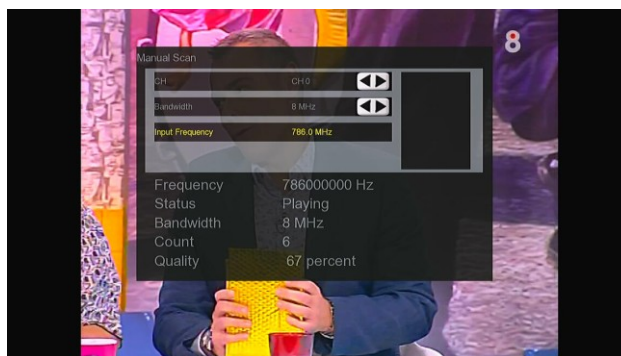 8
Manual Scan
CH CH 0
Bandwidth 8 MHz
Input Frequency 786.0 MHz
Frequency 786000000 Hz
Status Playing
Bandwidth 8 MHz
Count 6
Quality 67 percent